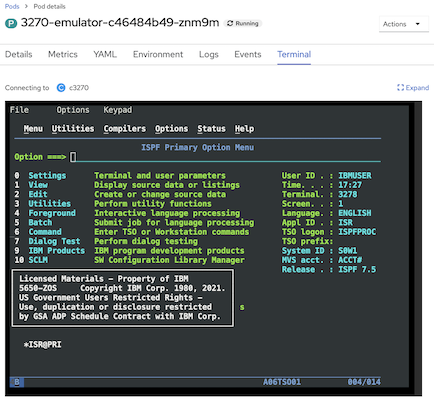 Pods > Pod details
P 3270-emulator-c46484b49-znm9m Running
Actions
Details Metrics YAML Environment Logs Events Terminal
Connecting to C c3270
Expand
File Options Keypad
Menu Utilities Compilers Options Status Help
ISPF Primary Option Menu
Option ===>
0 Settings Terminal and user parameters User ID . : IBMUSER
1 View Display source data or listings Time. . . : 17:27
2 Edit Create or change source data Terminal. : 3278
3 Utilities Perform utility functions Screen. . : 1
4 Foreground Interactive language processing Language. : ENGLISH
5 Batch Submit job for language processing Appl ID . : ISR
6 Command Enter TSO or Workstation commands TSO logon : ISPFPROC
7 Dialog Test Perform dialog testing TSO prefix:
9 IBM Products IBM program development products System ID : S0W1
10 SCLM SW Configuration Library Manager MVS acct. : ACCT#
Release . : ISPF 7.5
Licensed Materials - Property of IBM
5650-ZOS Copyright IBM Corp. 1980, 2021.
US Government Users Restricted Rights -
Use, duplication or disclosure restricted s
by GSA ADP Schedule Contract with IBM Corp.
*ISR@PRI
B A06TSO01 004/014